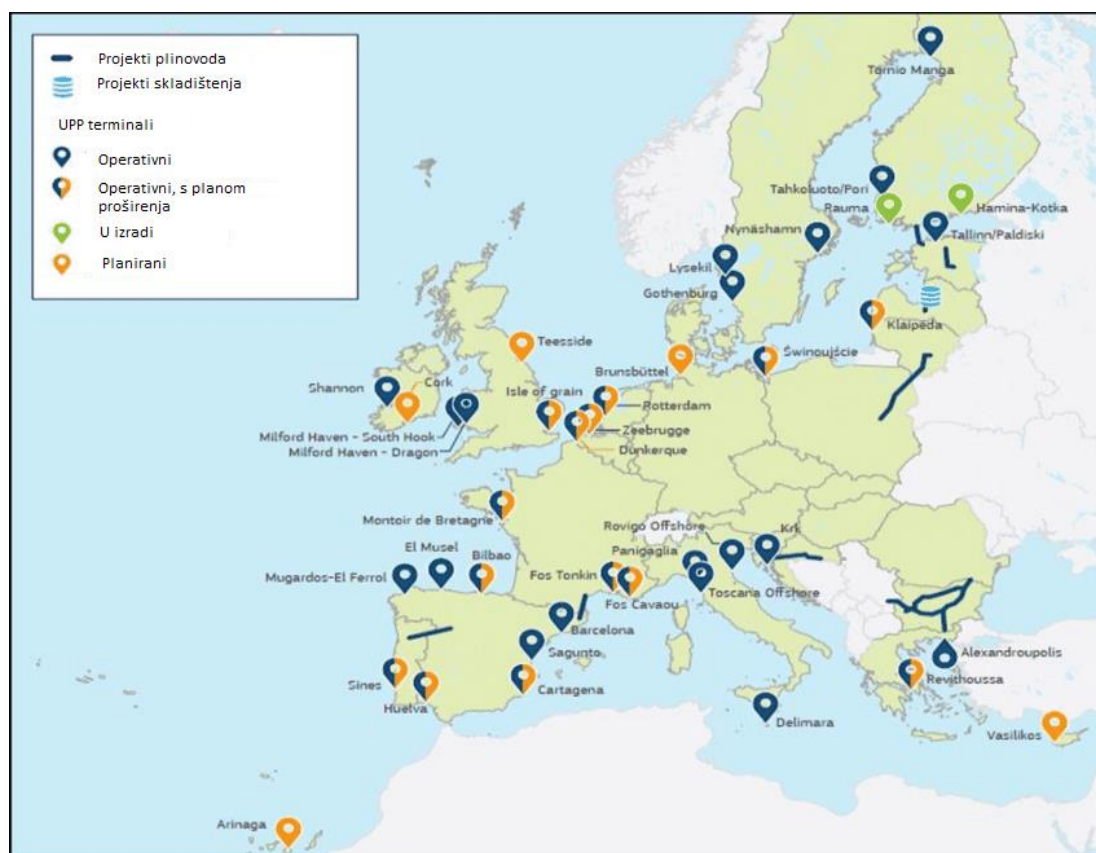 Projekti plinovoda
Projekti skladištenja
UPP terminali
Operativni
Operativni, s planom
proširenja
U izradi
Planirani
Tornio Manga
Tahkoluoto/Pori
Rauma
Hamina-Kotka
Nynäshamn
Tallinn/Paldiski
Lysekil
Gothenburg
Klaipėda
Teesside
Świnoujście
Brunsbüttel
Shannon
Cork
Isle of grain
Rotterdam
Zeebrugge
Milford Haven - South Hook
Milford Haven - Dragon
Dunkerque
Montoir de Bretagne
Rovigo Offshore
Krk
El Musel
Bilbao
Panigaglia
Mugardos-El Ferrol
Fos Tonkin
Toscana Offshore
Fos Cavaou
Barcelona
Sagunto
Alexandroupolis
Revithoussa
Sines
Cartagena
Huelva
Delimara
Vasilikos
Arinaga